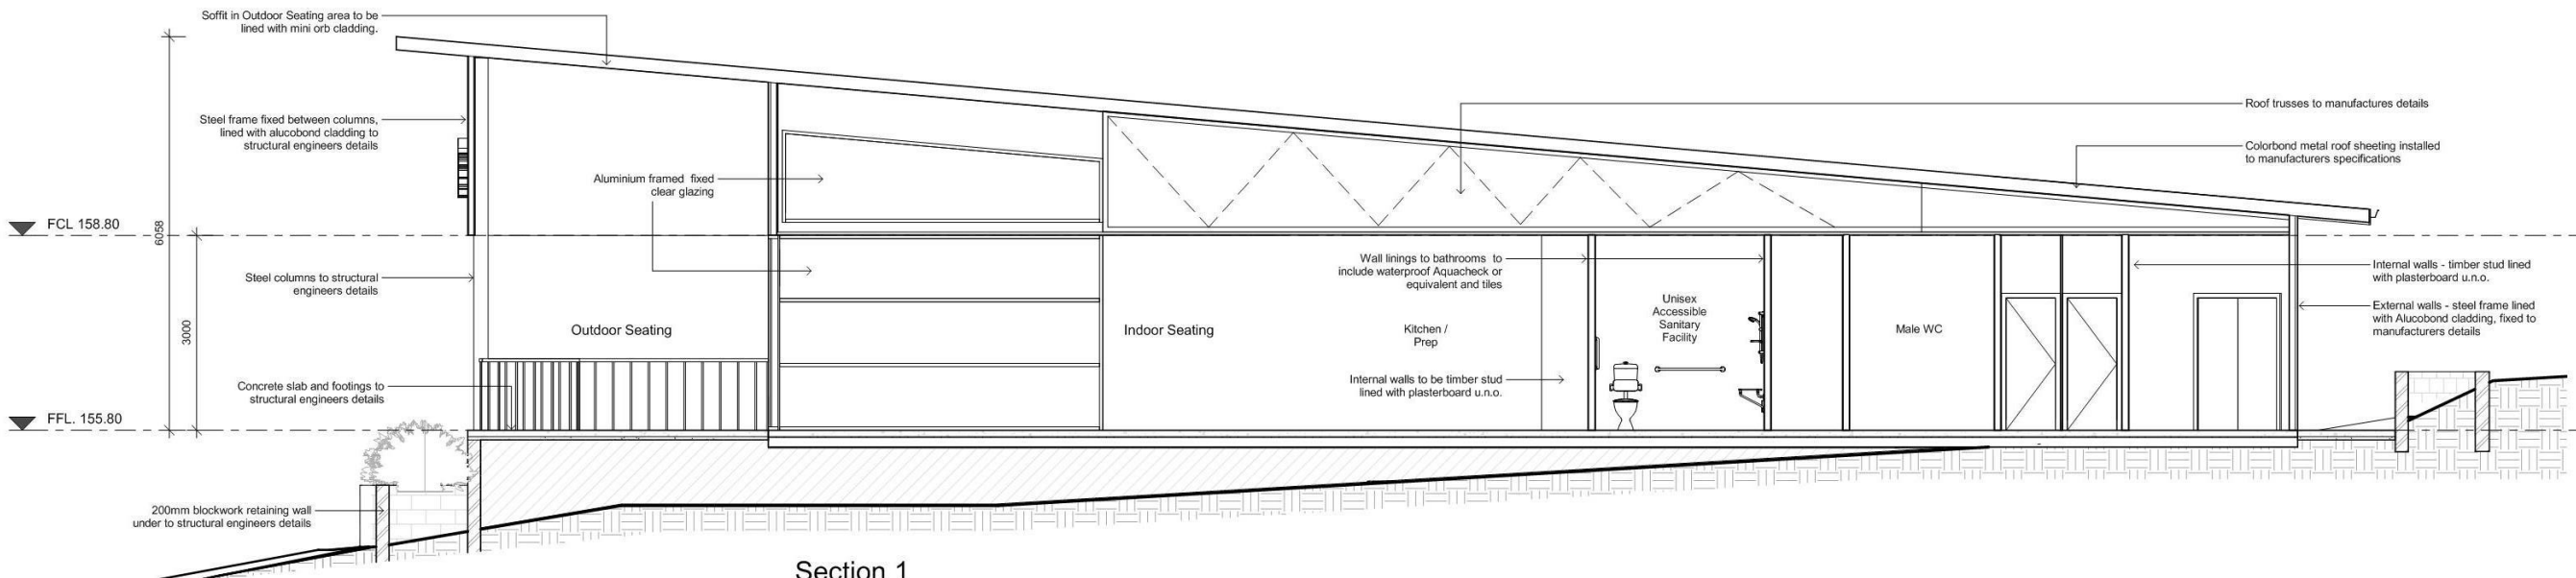 Soffit in Outdoor Seating area to be
lined with mini orb cladding.
Steel frame fixed between columns,
lined with alucobond cladding to
structural engineers details
Aluminium framed fixed
clear glazing
Roof trusses to manufactures details
Colorbond metal roof sheeting installed
to manufacturers specifications
FCL 158.80
6058
Steel columns to structural
engineers details
3000
Outdoor Seating
Indoor Seating
Kitchen /
Prep
Wall linings to bathrooms to
include waterproof Aquacheck or
equivalent and tiles
Unisex
Accessible
Sanitary
Facility
Male WC
Internal walls - timber stud lined
with plasterboard u.n.o.
External walls - steel frame lined
with Alucobond cladding, fixed to
manufacturers details
Internal walls to be timber stud
lined with plasterboard u.n.o.
Concrete slab and footings to
structural engineers details
FFL. 155.80
200mm blockwork retaining wall
under to structural engineers details
Section 1